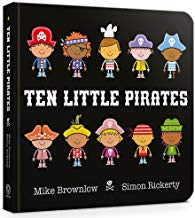 TEN LITTLE PIRATES
Mike Brownlow
Simon Rickerty